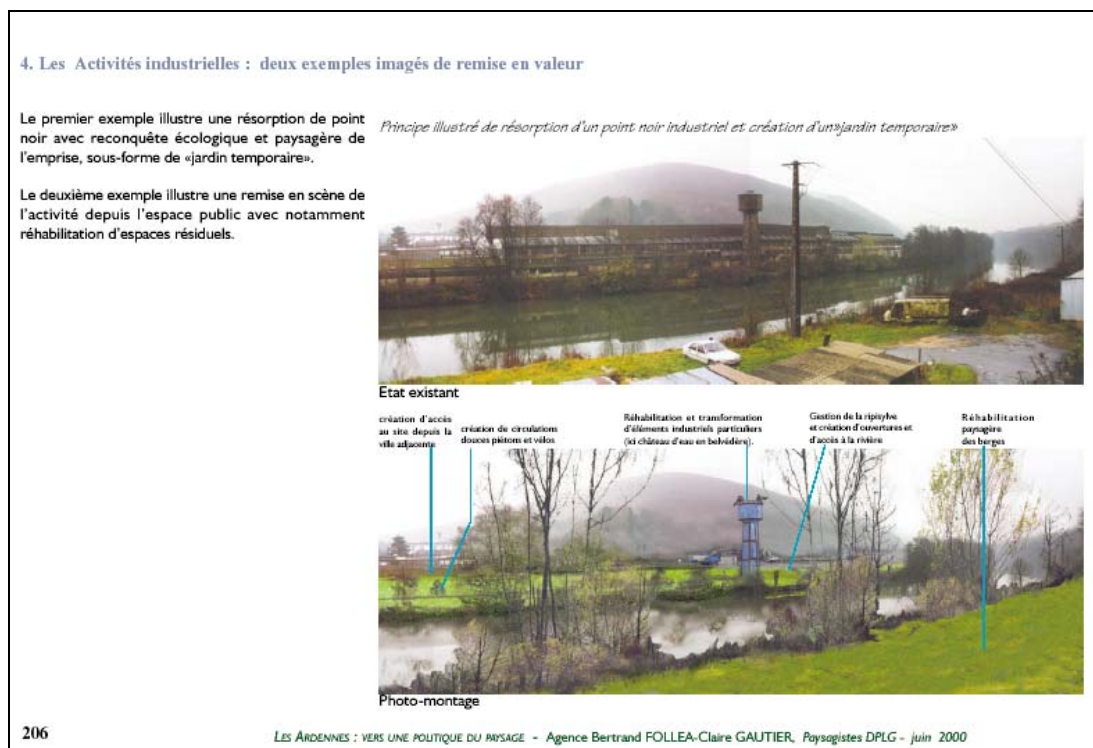 4. Les Activités industrielles : deux exemples imagés de remise en valeur
Le premier exemple illustre une résorption de point
noir avec reconquête écologique et paysagère de
l'emprise, sous-forme de «jardin temporaire».
Le deuxième exemple illustre une remise en scène de
l'activité depuis l'espace public avec notamment
réhabilitation d'espaces résiduels.
Principe illustré de résorption d'un point noir industriel et création d'un»jardin temporaire»
Etat existant
création d'accès
au site depuis la
ville adjacente
création de circulations
douces piétons et vélos
Réhabilitation et transformation
d'éléments industriels particuliers
(ici château d'eau en belvédère).
Gestion de la ripisylve
et création d'ouvertures et
d'accès à la rivière
Réhabilitation
paysagère
des berges
Photo-montage
206
LES ARDENNES : VERS UNE POLITIQUE DU PAYSAGE - Agence Bertrand FOLLEA-Claire GAUTIER, Paysagistes DPLG - juin 2000